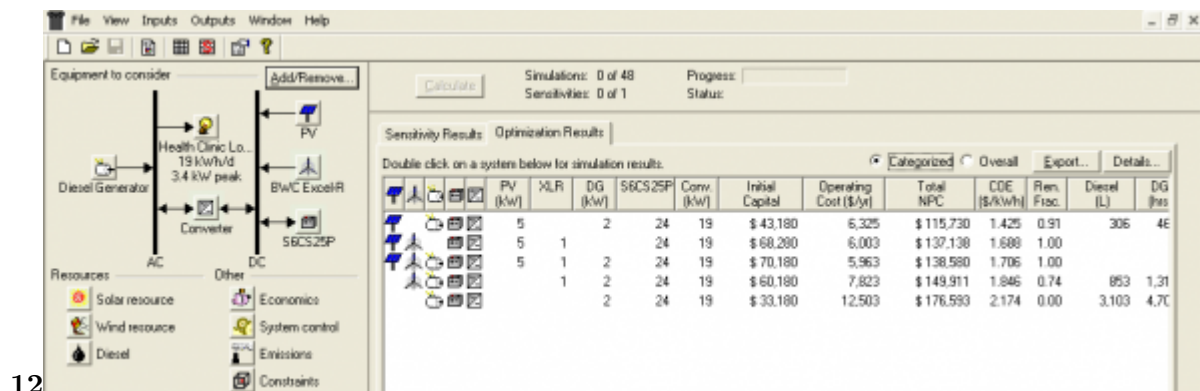 File View Inputs Outputs Window Help
Equipment to consider
Add/Remove...
Calculate
Simulations: 0 of 48
Progress:
Sensitivities: 0 of 1
Status:
PV
Health Clinic Lo...
19 kWh/d
3.4 kW peak
Diesel Generator
BWC Excel-R
Converter
S6CS25P
AC
DC
Resources
Other
Solar resource
Economics
Wind resource
System control
Diesel
Emissions
Constraints
Sensitivity Results
Optimization Results
Double click on a system below for simulation results.
Categorized
Overall
Export...
Details...
PV (kW) XLR DG (kW) S6CS25P Conv. (kW) Initial Capital Operating Cost ($/yr) Total NPC COE ($/kWh) Ren. Frac. Diesel (L) DG (hrs
5 2 24 19 $ 43,180 6,325 $ 115,730 1.425 0.91 306 46
5 1 24 19 $ 68,280 6,003 $ 137,138 1.688 1.00
5 1 2 24 19 $ 70,180 5,963 $ 138,580 1.706 1.00
1 2 24 19 $ 60,180 7,823 $ 149,911 1.846 0.74 853 1,31
2 24 19 $ 33,180 12,503 $ 176,593 2.174 0.00 3,103 4,70
12